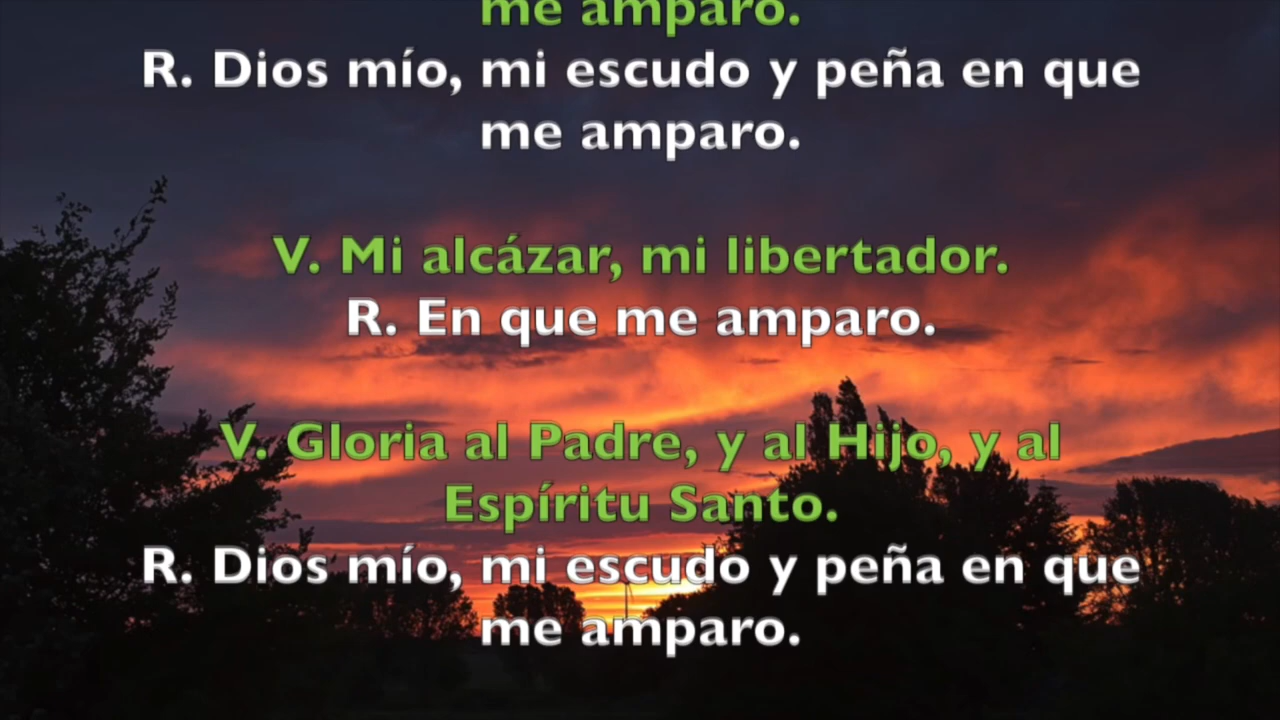 me amparo.
R. Dios mío, mi escudo y peña en que
me amparo.
V. Mi alcázar, mi libertador.
R. En que me amparo.
V. Gloria al Padre, y al Hijo, y al
Espíritu Santo.
R. Dios mío, mi escudo y peña en que
me amparo.